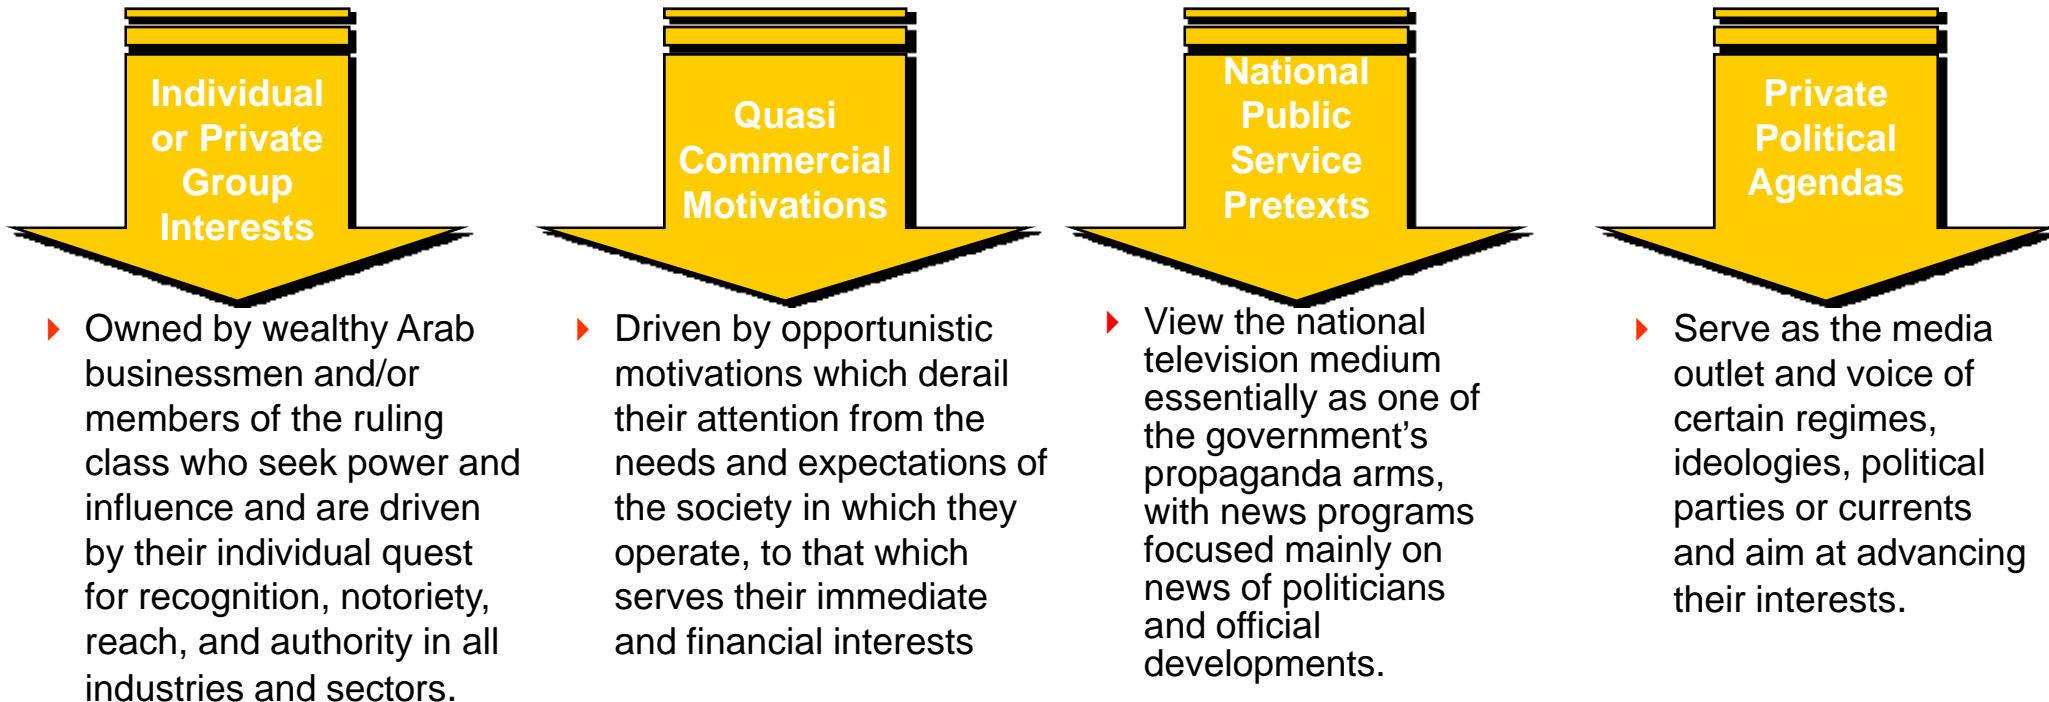 Individual
or Private
Group
Interests
Owned by wealthy Arab
businessmen and/or
members of the ruling
class who seek power and
influence and are driven
by their individual quest
for recognition, notoriety,
reach, and authority in all
industries and sectors.
Quasi
Commercial
Motivations
Driven by opportunistic
motivations which derail
their attention from the
needs and expectations of
the society in which they
operate, to that which
serves their immediate
and financial interests
National
Public
Service
Pretexts
View the national
television medium
essentially as one of
the government's
propaganda arms,
with news programs
focused mainly on
news of politicians
and official
developments.
Private
Political
Agendas
Serve as the media
outlet and voice of
certain regimes,
ideologies, political
parties or currents
and aim at advancing
their interests.